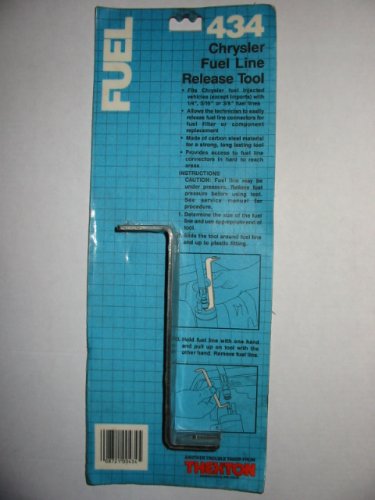 FUEL
434
Chrysler
Fuel Line
Release Tool
• Fits Chrysler fuel injected
vehicles (except imports) with
1/4", 5/16" or 3/8" fuel lines
• Allows the technician to easily
release fuel line connectors for
fuel filter or component
replacement
• Made of carbon steel material
for a strong, long lasting tool
• Provides access to fuel line
connectors in hard to reach
areas.
INSTRUCTIONS
CAUTION: Fuel line may be
under pressure. Relieve fuel
pressure before using tool.
See service manual for
procedure.
1. Determine the size of the fuel
line and use appropriate end of
tool.
Slide the tool around fuel line
and up to plastic fitting.
Hold fuel line with one hand,
and pull up on tool with the
other hand. Remove fuel line.
ANOTHER TROUBLE TAMER FROM
THEXTON